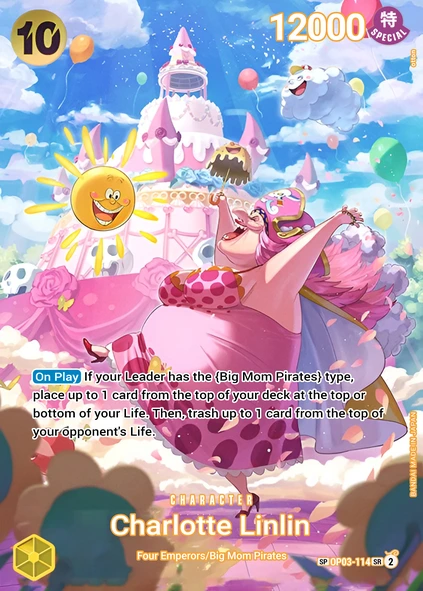 10
12000
特
SPECIAL
On Play If your Leader has the {Big Mom Pirates} type,
place up to 1 card from the top of your deck at the top or
bottom of your Life. Then, trash up to 1 card from the top of
your opponent's Life.
BANDAI MADE IN JAPAN
CHARACTER
Charlotte Linlin
Four Emperors/Big Mom Pirates
SP OP03-114 SR 2